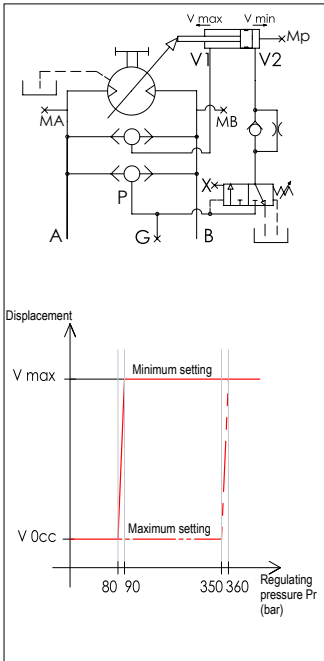 V max V min
Mp
V1 V2
MA MB
X
P
A G B
Displacement
V max
Minimum setting
V 0cc
Maximum setting
80 90 350 360
Regulating
pressure Pr
(bar)